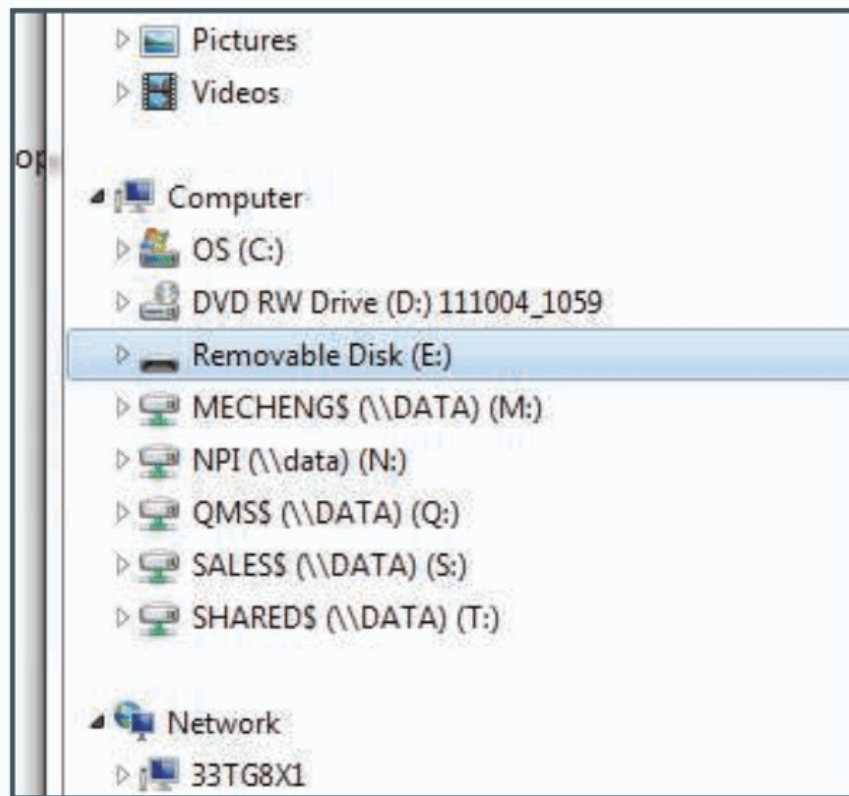 Pictures
Videos
op
Computer
OS (C:)
DVD RW Drive (D:) 111004_1059
Removable Disk (E:)
MECHENG$ (\\DATA) (M:)
NPI (\\data) (N:)
QMS$ (\\DATA) (Q:)
SALES$ (\\DATA) (S:)
SHARED$ (\\DATA) (T:)
Network
33TG8X1